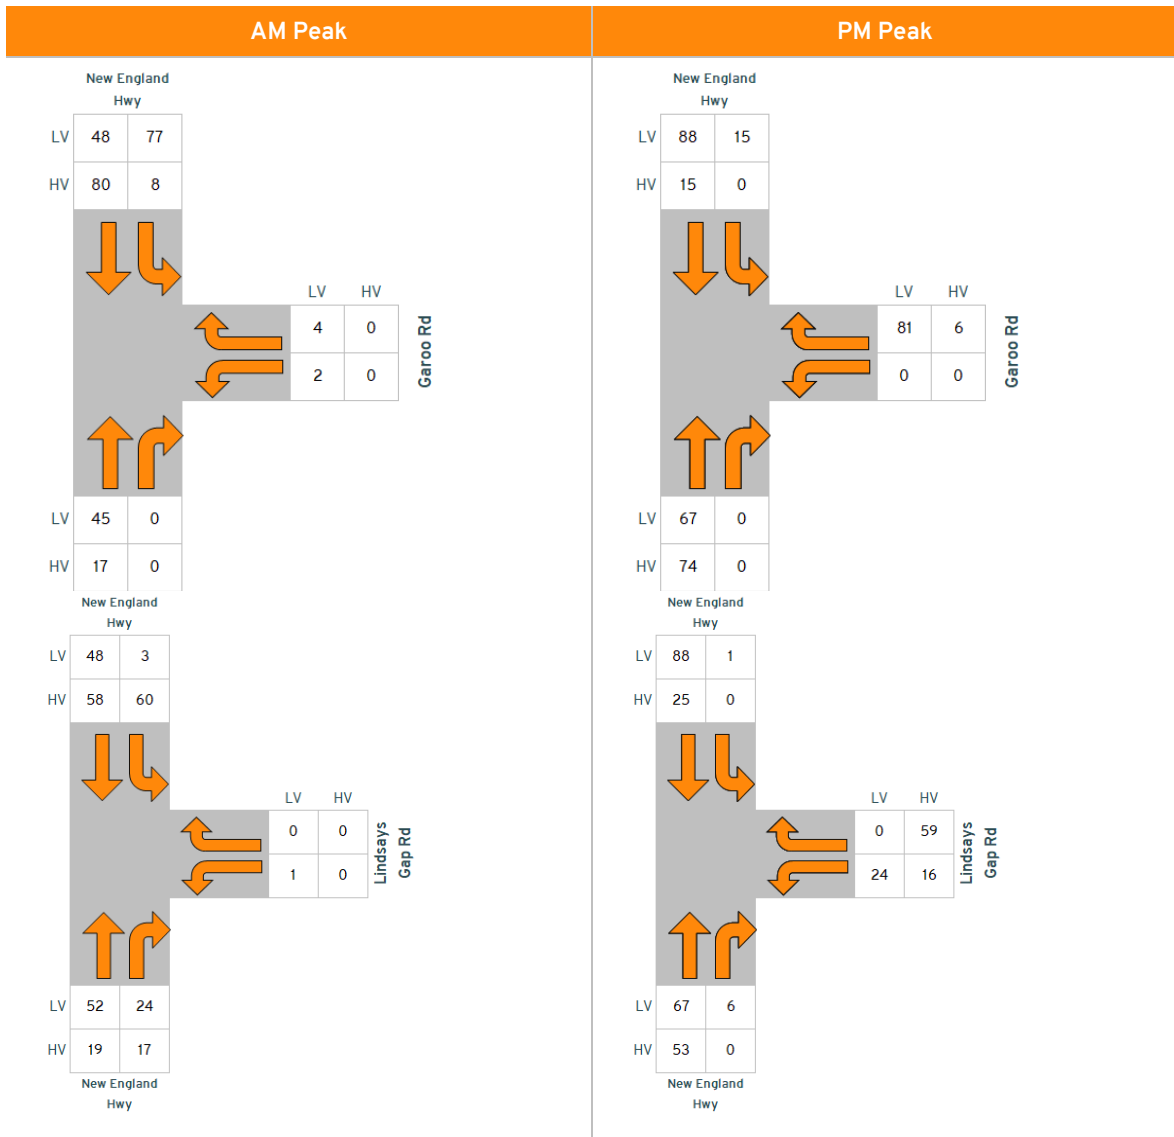 AM Peak
PM Peak
New England
Hwy
LV 48 77
HV 80 8
LV HV
4 0
2 0
Garoo Rd
LV 45 0
HV 17 0
New England
Hwy
LV 88 15
HV 15 0
LV HV
81 6
0 0
Garoo Rd
LV 67 0
HV 74 0
New England
Hwy
LV 48 3
HV 58 60
LV HV
0 0
1 0
Lindsays
Gap Rd
LV 52 24
HV 19 17
New England
Hwy
New England
Hwy
LV 88 1
HV 25 0
LV HV
0 59
24 16
Lindsays
Gap Rd
LV 67 6
HV 53 0
New England
Hwy